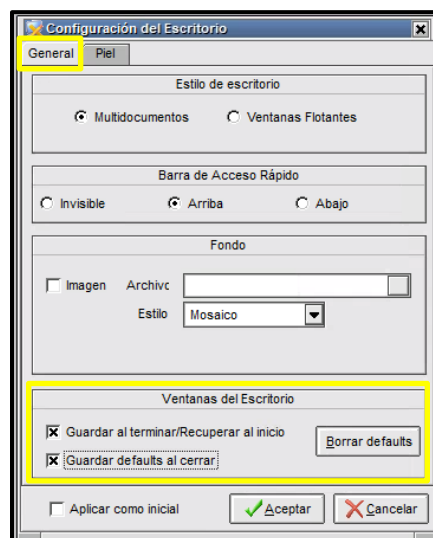 Configuración del Escritorio
General Piel
Estilo de escritorio
Multidocumentos Ventanas Flotantes
Barra de Acceso Rápido
Invisible Arriba Abajo
Fondo
Imagen Archivo
Estilo Mosaico
Ventanas del Escritorio
Guardar al terminar/Recuperar al inicio
Borrar defaults
Guardar defaults al cerrar
Aplicar como inicial Aceptar Cancelar